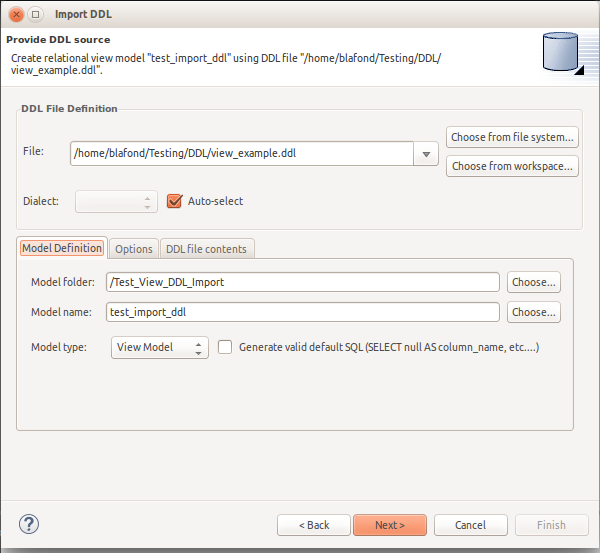 Import DDL
Provide DDL source
Create relational view model "test_import_ddl" using DDL file "/home/blafond/Testing/DDL/
view_example.ddl".
DDL File Definition
File: /home/blafond/Testing/DDL/view_example.ddl Choose from file system...
Choose from workspace...
Dialect: Auto-select
Model Definition Options DDL file contents
Model folder: /Test_View_DDL_Import Choose...
Model name: test_import_ddl Choose...
Model type: View Model Generate valid default SQL (SELECT null AS column_name, etc....)
? < Back Next > Cancel Finish